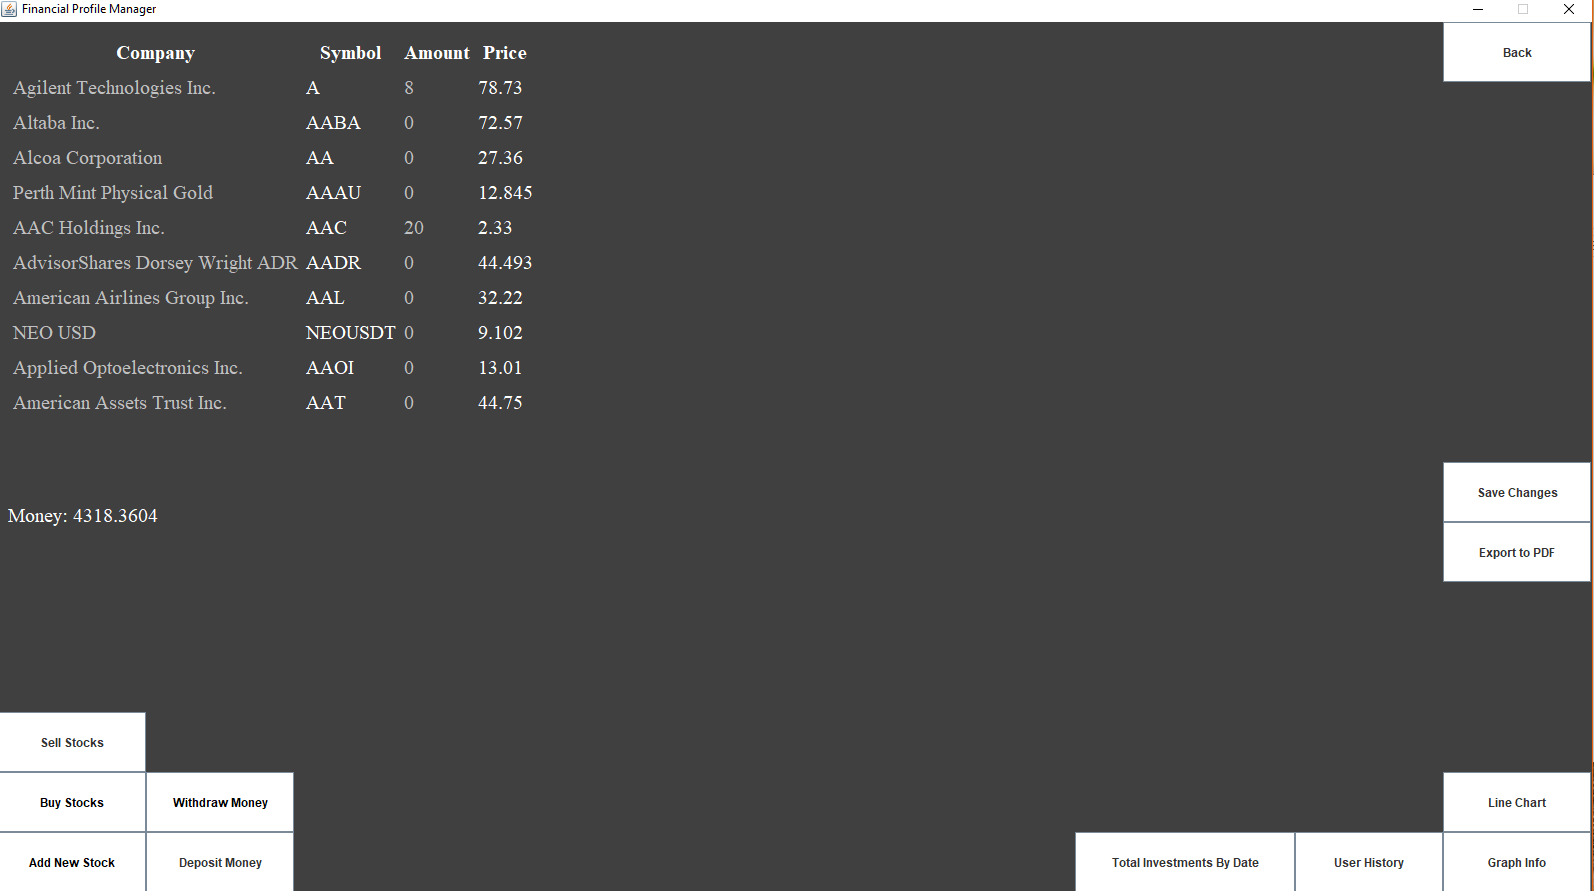 Financial Profile Manager
Company Symbol Amount Price
Agilent Technologies Inc. A 8 78.73
Altaba Inc. AABA 0 72.57
Alcoa Corporation AA 0 27.36
Perth Mint Physical Gold AAAU 0 12.845
AAC Holdings Inc. AAC 20 2.33
AdvisorShares Dorsey Wright ADR AADR 0 44.493
American Airlines Group Inc. AAL 0 32.22
NEO USD NEOUSDT 0 9.102
Applied Optoelectronics Inc. AAOI 0 13.01
American Assets Trust Inc. AAT 0 44.75
Money: 4318.3604
Back
Save Changes
Export to PDF
Sell Stocks
Buy Stocks Withdraw Money
Add New Stock Deposit Money
Line Chart
Total Investments By Date User History Graph Info